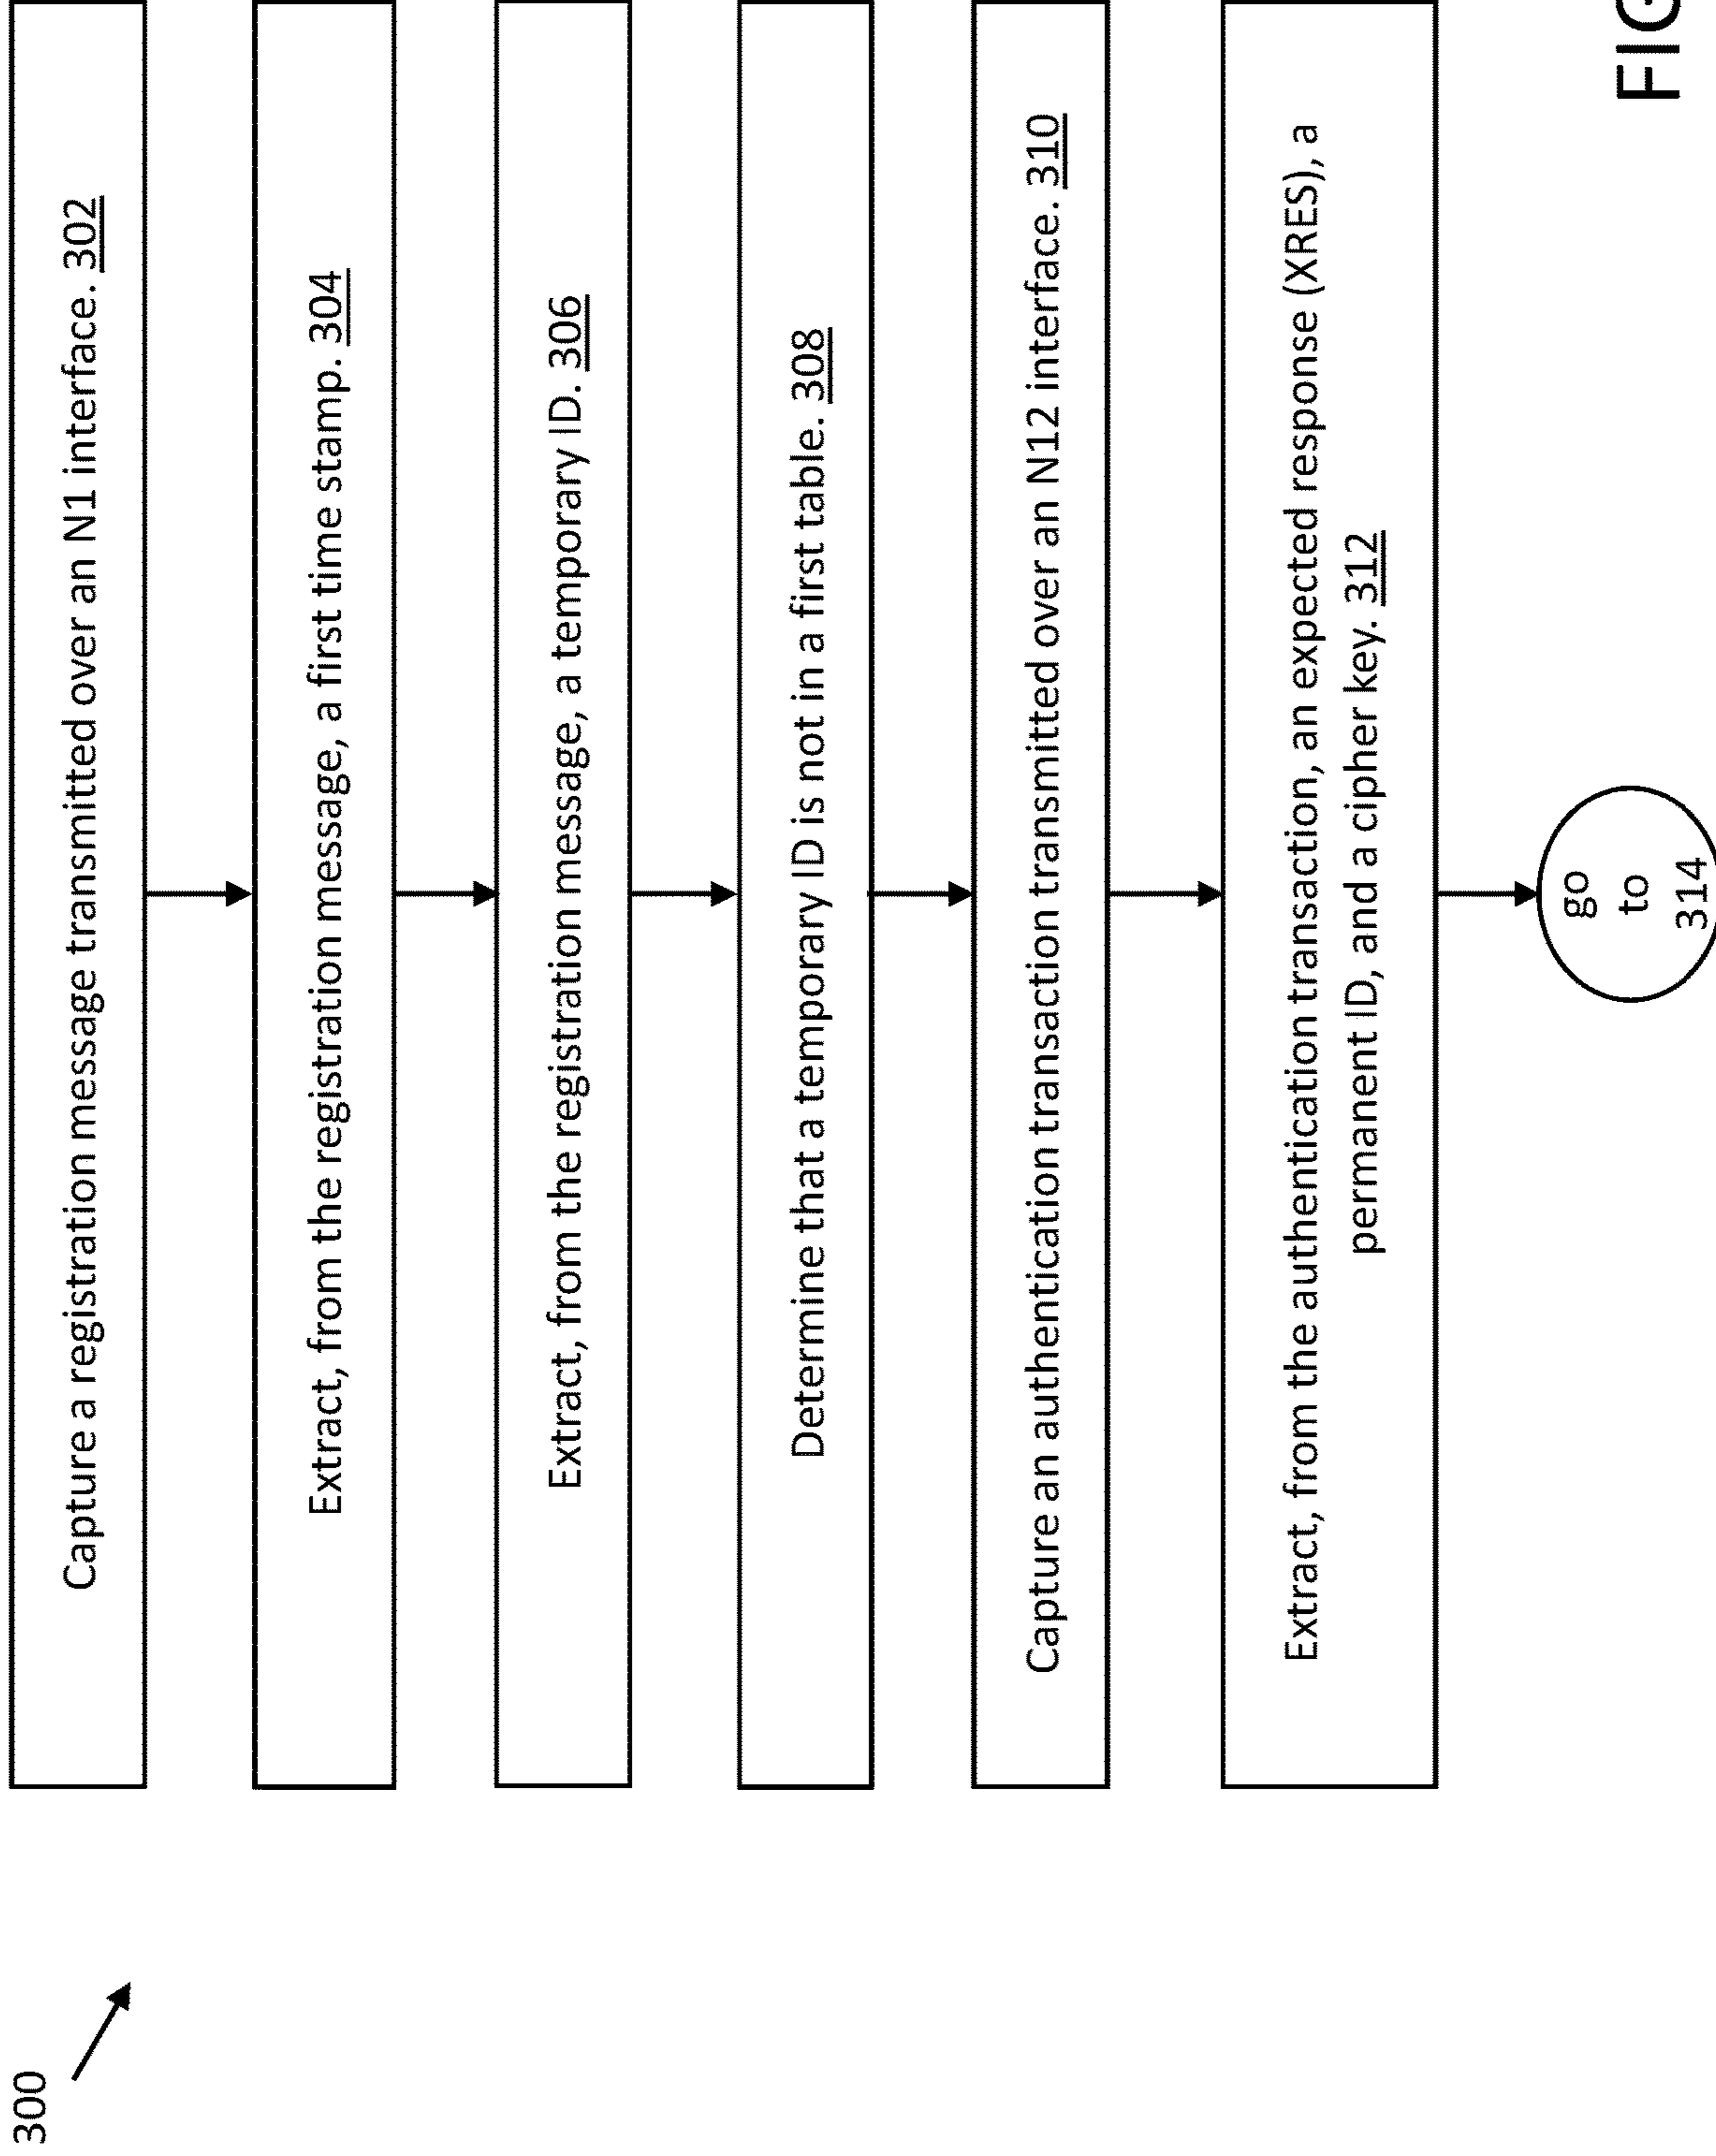 300
Capture a registration message transmitted over an N1 interface. 302
Extract, from the registration message, a first time stamp. 304
Extract, from the registration message, a temporary ID. 306
Determine that a temporary ID is not in a first table. 308
Capture an authentication transaction transmitted over an N12 interface. 310
Extract, from the authentication transaction, an expected response (XRES), a
permanent ID, and a cipher key. 312
go
to
314
FIG